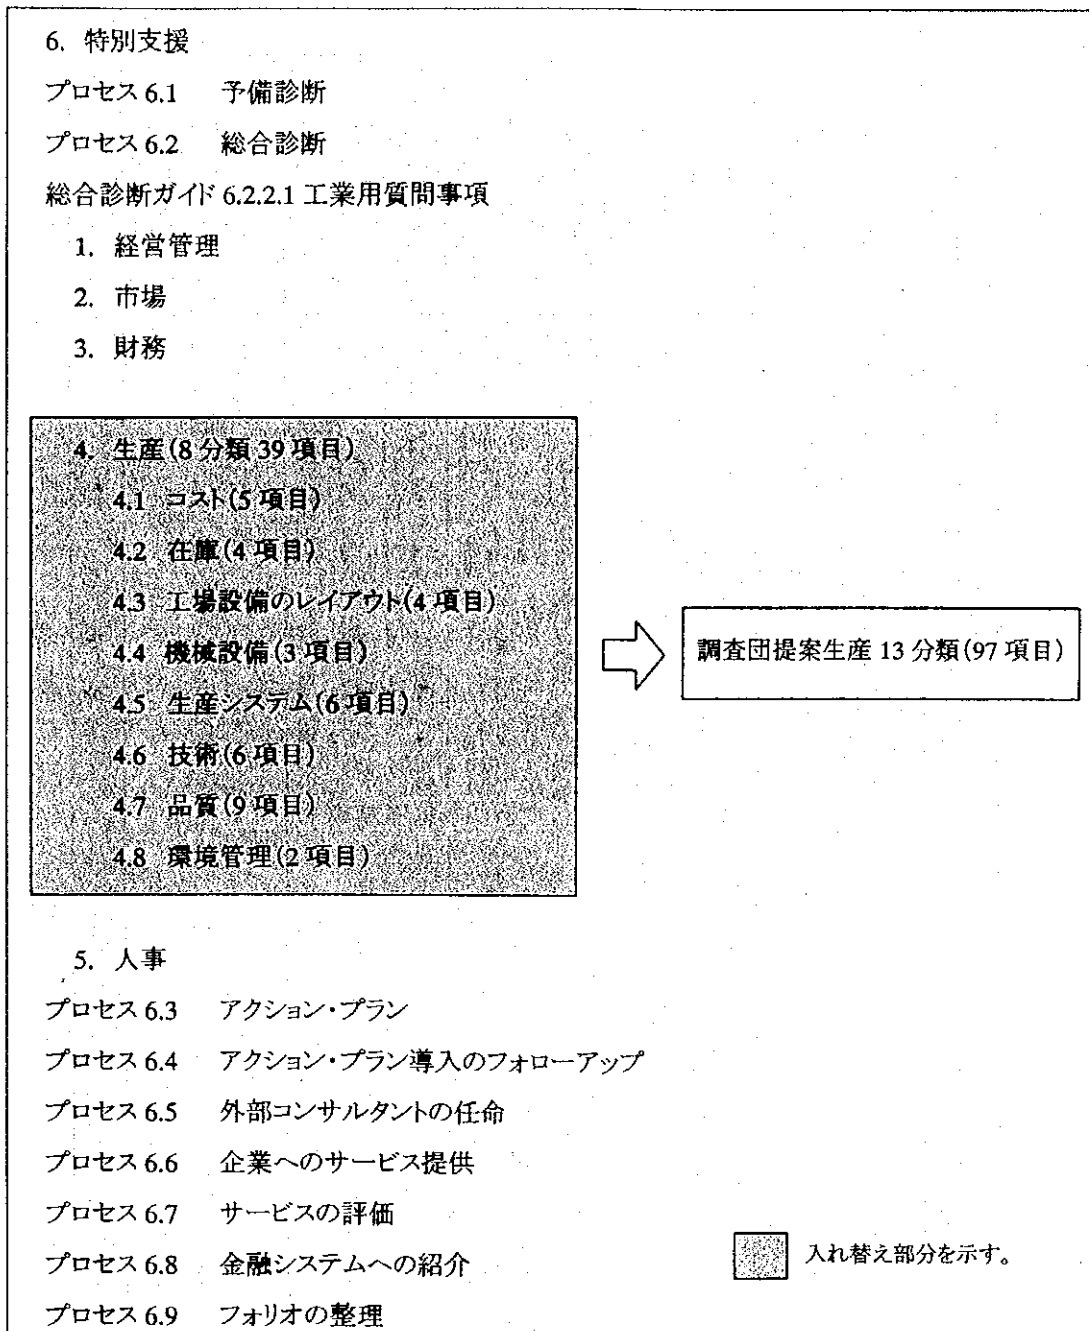 6. 特別支援
プロセス 6.1 予備診断
プロセス 6.2 総合診断
総合診断ガイド 6.2.2.1 工業用質問事項
1. 経営管理
2. 市場
3. 財務
4. 生産(8 分類 39 項目)
4.1 コスト(5 項目)
4.2 在庫(4 項目)
4.3 工場設備のレイアウト(4 項目)
4.4 機械設備(3 項目)
4.5 生産システム(6 項目)
4.6 技術(6 項目)
4.7 品質(9 項目)
4.8 環境管理(2 項目)
調査団提案生産 13 分類(97 項目)
5. 人事
プロセス 6.3 アクション・プラン
プロセス 6.4 アクション・プラン導入のフォローアップ
プロセス 6.5 外部コンサルタントの任命
プロセス 6.6 企業へのサービス提供
プロセス 6.7 サービスの評価
プロセス 6.8 金融システムへの紹介
プロセス 6.9 フォリオの整理
入れ替え部分を示す。